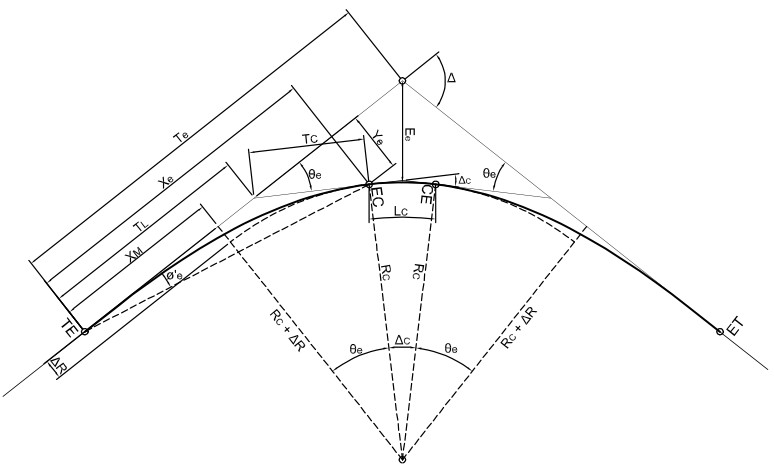 Te
Xe
TL
XM
TC
Ye
Ee
Δ
θe
θe
Δc
EC
CE
LC
ø'e
TE
ΔR
RC
RC
RC + ΔR
RC + ΔR
θe
Δc
θe
ET